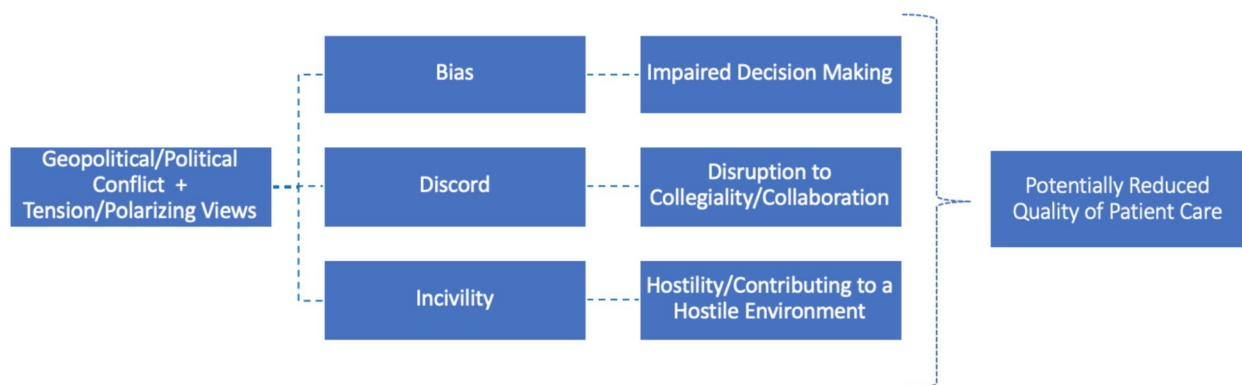 Geopolitical/Political
Conflict +
Tension/Polarizing Views
Bias
Impaired Decision Making
Discord
Disruption to
Collegiality/Collaboration
Incivility
Hostility/Contributing to a
Hostile Environment
Potentially Reduced
Quality of Patient Care